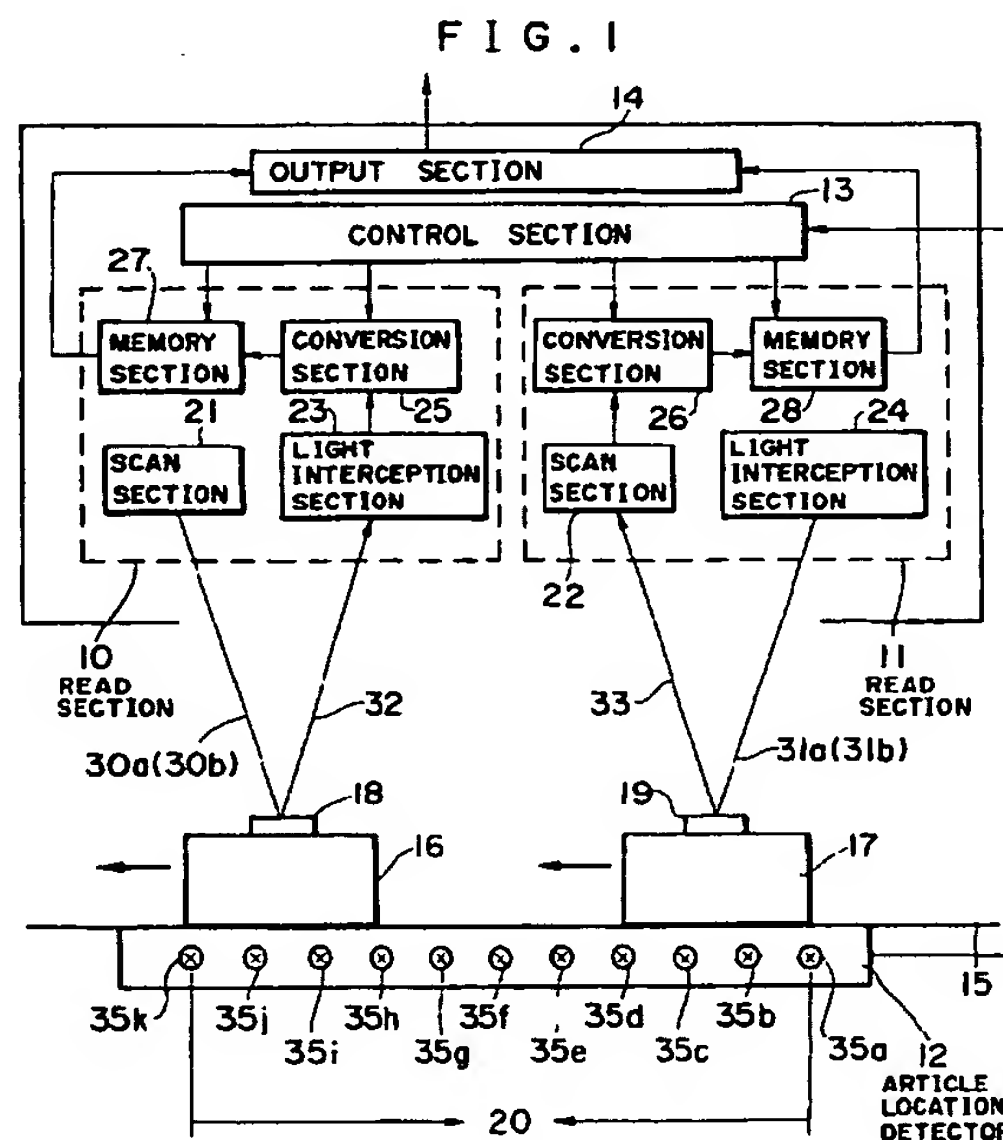 FIG. 1
14
OUTPUT SECTION
13
CONTROL SECTION
27
MEMORY
SECTION
CONVERSION
SECTION
CONVERSION
SECTION
MEMORY
SECTION
21
23
25
26
28
24
SCAN
SECTION
LIGHT
INTERCEPTION
SECTION
SCAN
SECTION
LIGHT
INTERCEPTION
SECTION
22
10
READ
SECTION
11
READ
SECTION
32
33
30a(30b)
31a(31b)
18
19
16
17
15
35k
35j
35i
35h
35g
35f
35e
35d
35c
35b
35a
12
ARTICLE
LOCATION
DETECTOR
20